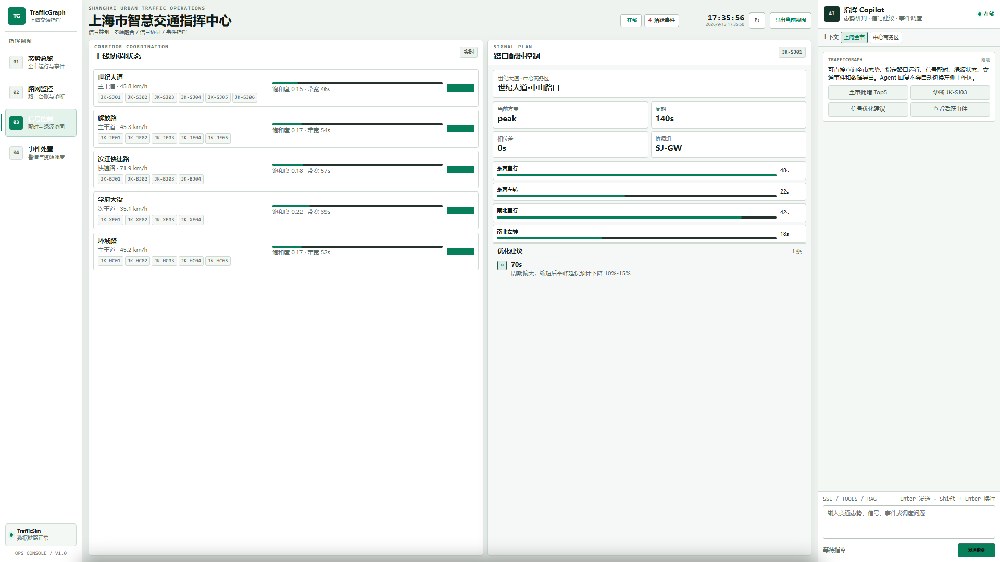 TG
TrafficGraph
上海交通指挥
指挥视图
01
态势总览
全市运行与事件
02
路网监控
路口台账与诊断
03
信号控制
配时与绿波协同
04
事件处置
警情与资源调度
TrafficSim
数据链路正常
OPS CONSOLE / V1.0
SHANGHAI URBAN TRAFFIC OPERATIONS
上海市智慧交通指挥中心
信号控制 · 多源融合 / 信号协同 / 事件指挥
在线
4 活跃事件
17:35:56
2026/9/13 17:35:50
↻
导出当前视图
CORRIDOR COORDINATION
干线协调状态
实时
世纪大道
主干道 · 45.8 km/h
JK-SJ01 JK-SJ02 JK-SJ03 JK-SJ04 JK-SJ05 JK-SJ06
饱和度 0.15 · 带宽 46s
解放路
主干道 · 45.3 km/h
JK-JF01 JK-JF02 JK-JF03 JK-JF04 JK-JF05
饱和度 0.17 · 带宽 54s
滨江快速路
快速路 · 71.9 km/h
JK-BJ01 JK-BJ02 JK-BJ03 JK-BJ04
饱和度 0.18 · 带宽 57s
学府大街
次干道 · 35.1 km/h
JK-XF01 JK-XF02 JK-XF03 JK-XF04
饱和度 0.22 · 带宽 39s
环城路
主干道 · 45.2 km/h
JK-HC01 JK-HC02 JK-HC03 JK-HC04 JK-HC05
饱和度 0.17 · 带宽 52s
SIGNAL PLAN
路口配时控制
JK-SJ01
世纪大道 · 中心商务区
世纪大道•中山路口
当前方案
peak
周期
140s
相位差
0s
协调组
SJ-GW
东西直行
48s
东西左转
22s
南北直行
42s
南北左转
18s
优化建议
1 条
01
70s
周期偏大，缩短后平峰延误预计下降 10%-15%
AI
指挥 Copilot
态势研判 · 信号建议 · 事件调度
在线
上下文 上海全市 中心商务区
TRAFFICGRAPH
刚刚
可直接查询全市态势、指定路口运行、信号配时、绿波状态、交
通事件和数据导出。Agent 回复不会自动切换左侧工作区。
全市拥堵 Top5
诊断 JK-SJ03
信号优化建议
查看活跃事件
SSE / TOOLS / RAG
Enter 发送 · Shift + Enter 换行
输入交通态势、信号、事件或调度问题...
等待指令
发送指令